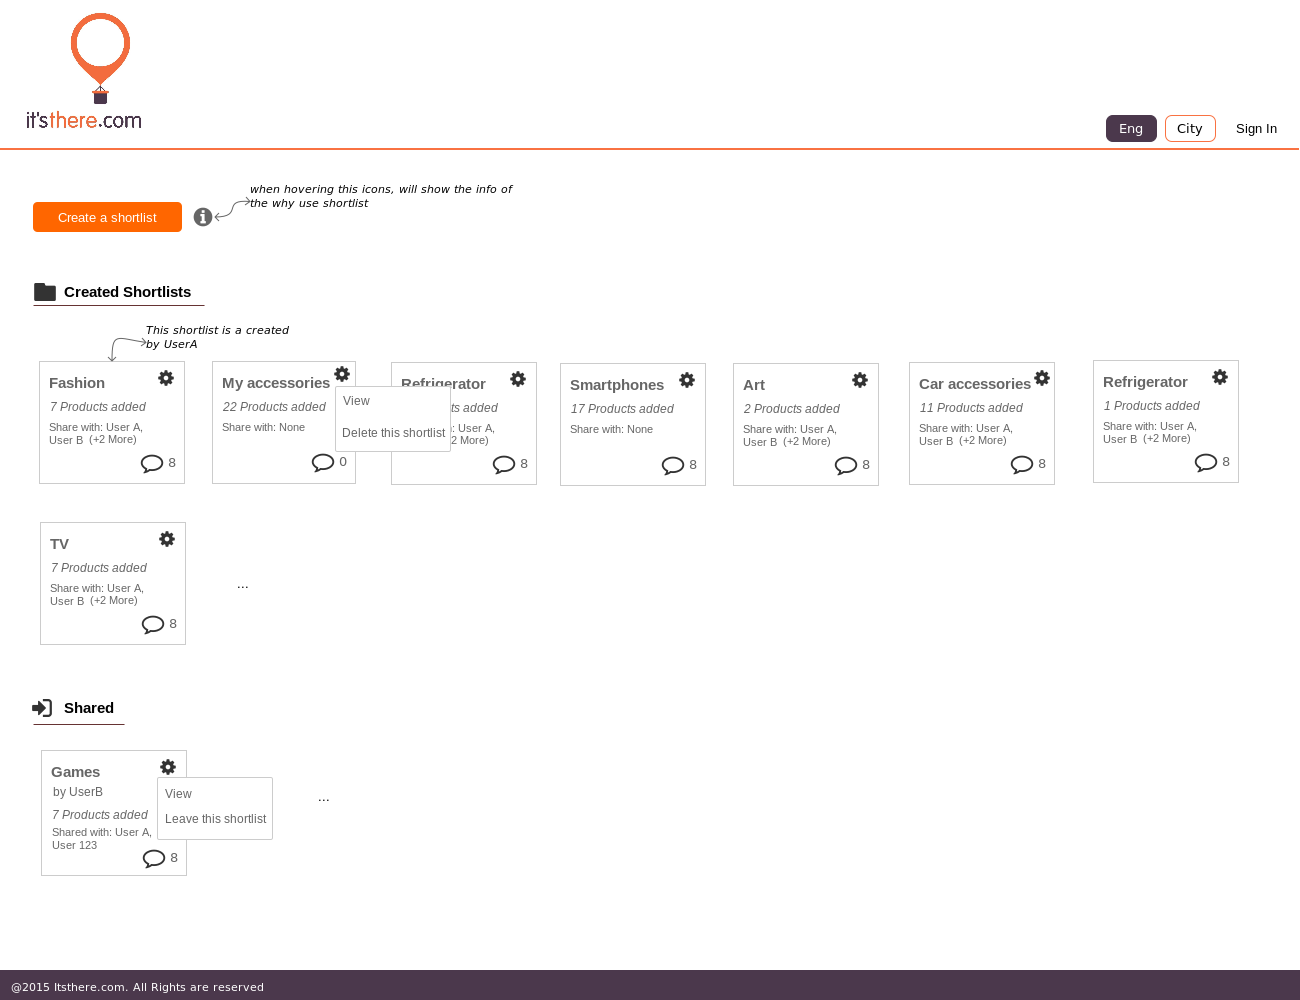 it'sthere.com
Eng
City
Sign In
when hovering this icons, will show the info of
the why use shortlist
Create a shortlist
Created Shortlists
This shortlist is a created
by UserA
Fashion
7 Products added
Share with: User A,
User B (+2 More)
8
My accessories
22 Products added
Share with: None
0
View
Delete this shortlist
Refrigerator
ts added
: User A,
2 More)
8
Smartphones
17 Products added
Share with: None
8
Art
2 Products added
Share with: User A,
User B (+2 More)
8
Car accessories
11 Products added
Share with: User A,
User B (+2 More)
8
Refrigerator
1 Products added
Share with: User A,
User B (+2 More)
8
TV
7 Products added
Share with: User A,
User B (+2 More)
8
...
Shared
Games
by UserB
7 Products added
Shared with: User A,
User 123
8
View
Leave this shortlist
...
@2015 Itsthere.com. All Rights are reserved